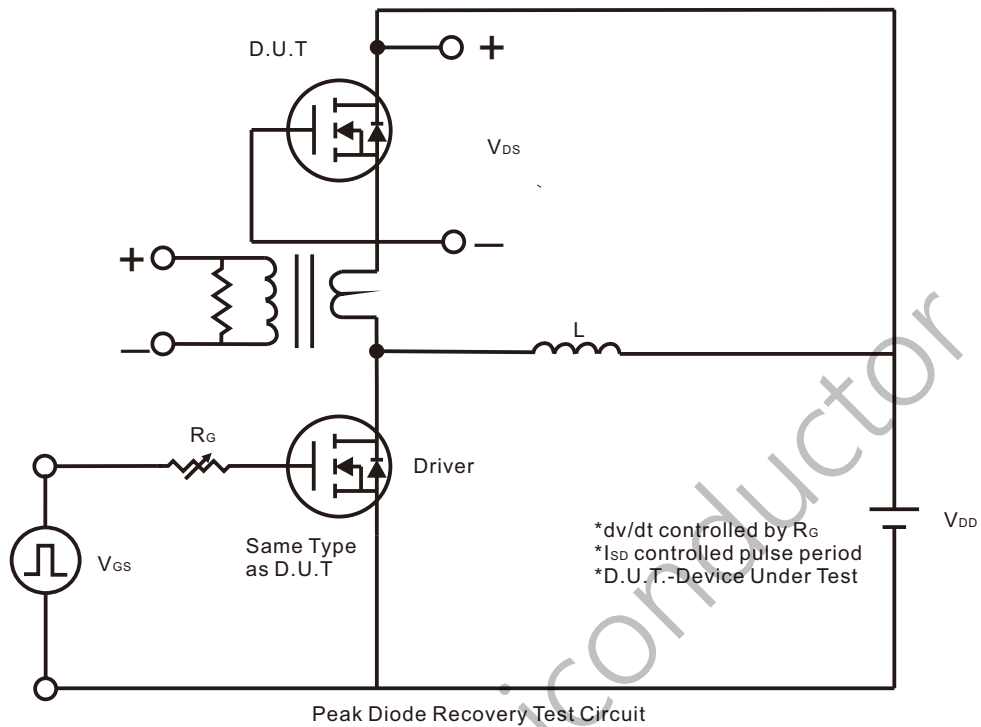 D.U.T
+
VDS
—
+
—
L
RG
Driver
VDD
*dv/dt controlled by RG
*ISD controlled pulse period
*D.U.T.-Device Under Test
Same Type
as D.U.T
VGS
Peak Diode Recovery Test Circuit
iconductor